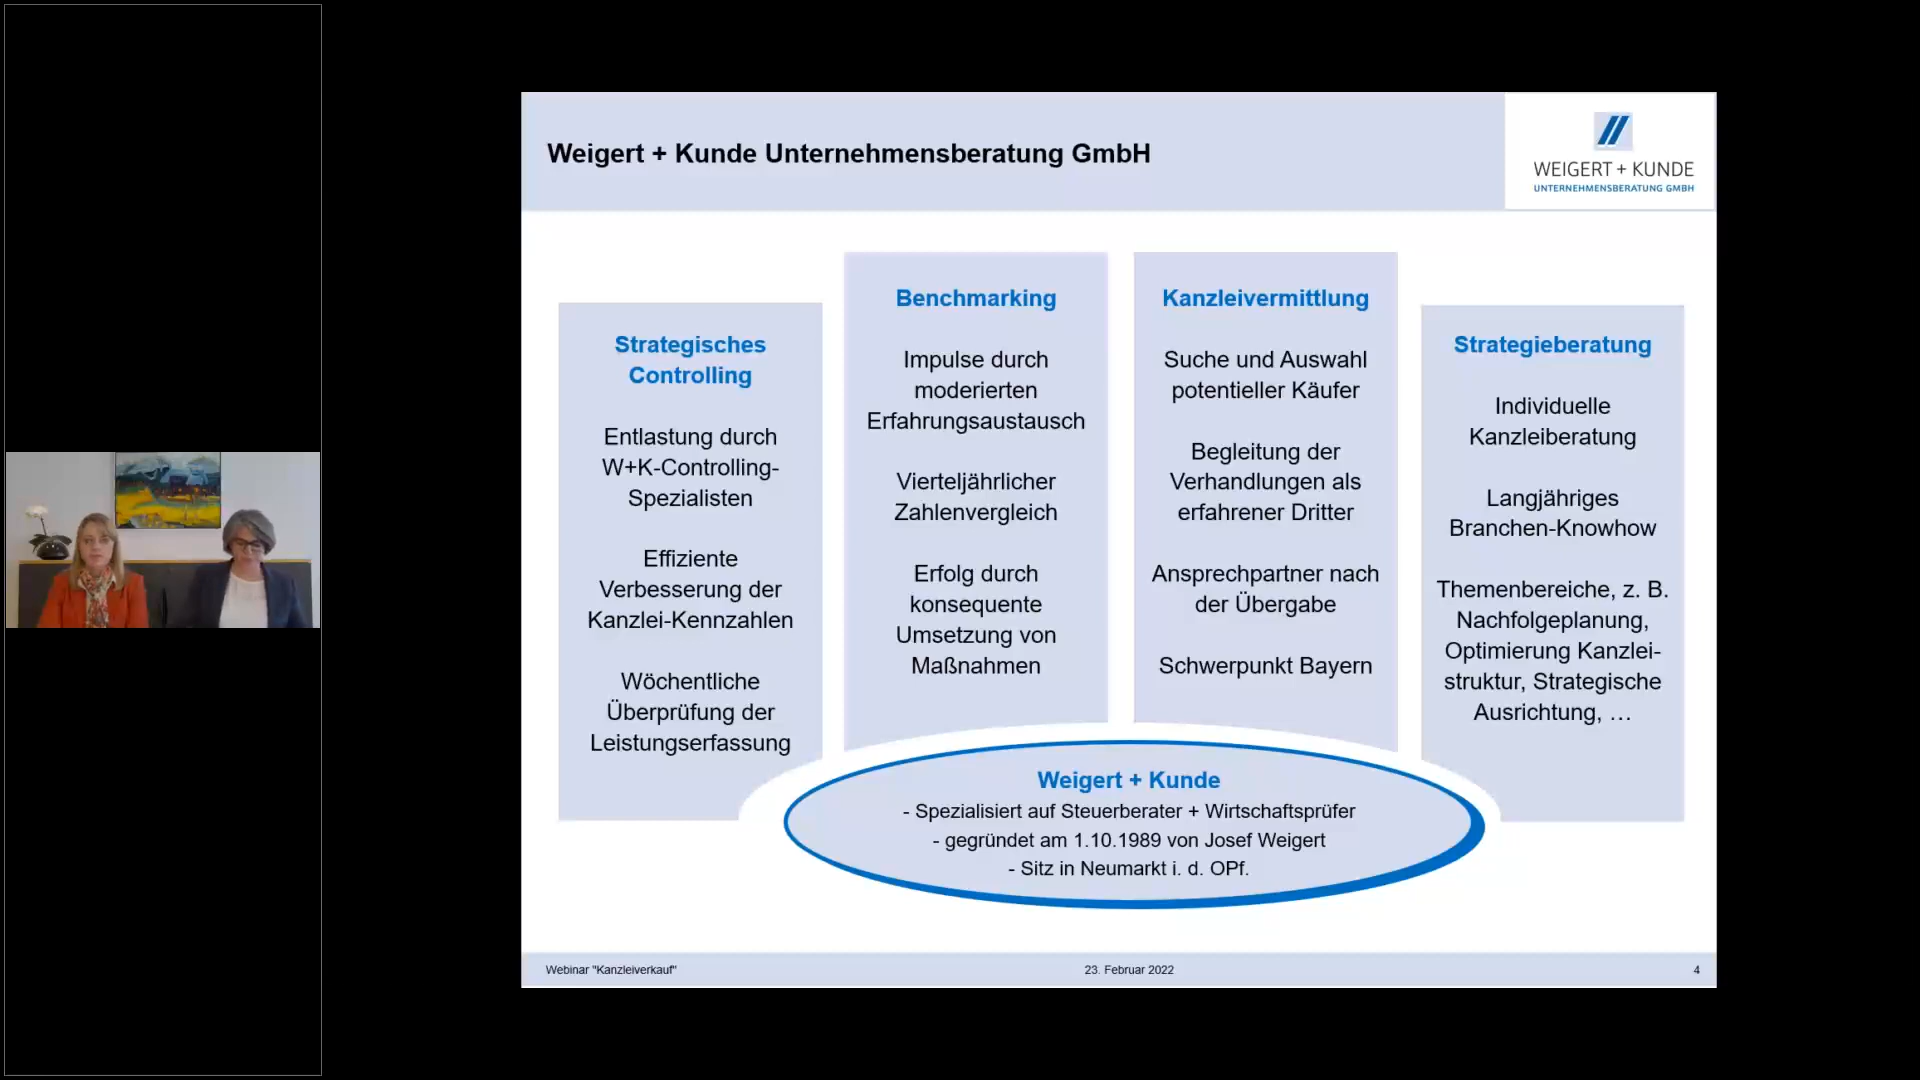 Weigert + Kunde Unternehmensberatung GmbH
WEIGERT + KUNDE
UNTERNEHMENSBERATUNG GMBH
Strategisches
Controlling
Entlastung durch
W+K-Controlling-
Spezialisten
Effiziente
Verbesserung der
Kanzlei-Kennzahlen
Wöchentliche
Überprüfung der
Leistungserfassung
Benchmarking
Impulse durch
moderierten
Erfahrungsaustausch
Vierteljährlicher
Zahlenvergleich
Erfolg durch
konsequente
Umsetzung von
Maßnahmen
Kanzleivermittlung
Suche und Auswahl
potentieller Käufer
Begleitung der
Verhandlungen als
erfahrener Dritter
Ansprechpartner nach
der Übergabe
Schwerpunkt Bayern
Strategieberatung
Individuelle
Kanzleiberatung
Langjähriges
Branchen-Knowhow
Themenbereiche, z. B.
Nachfolgeplanung,
Optimierung Kanzlei-
struktur, Strategische
Ausrichtung, …
Weigert + Kunde
- Spezialisiert auf Steuerberater + Wirtschaftsprüfer
- gegründet am 1.10.1989 von Josef Weigert
- Sitz in Neumarkt i. d. OPf.
Webinar "Kanzleiverkauf"
23. Februar 2022
4